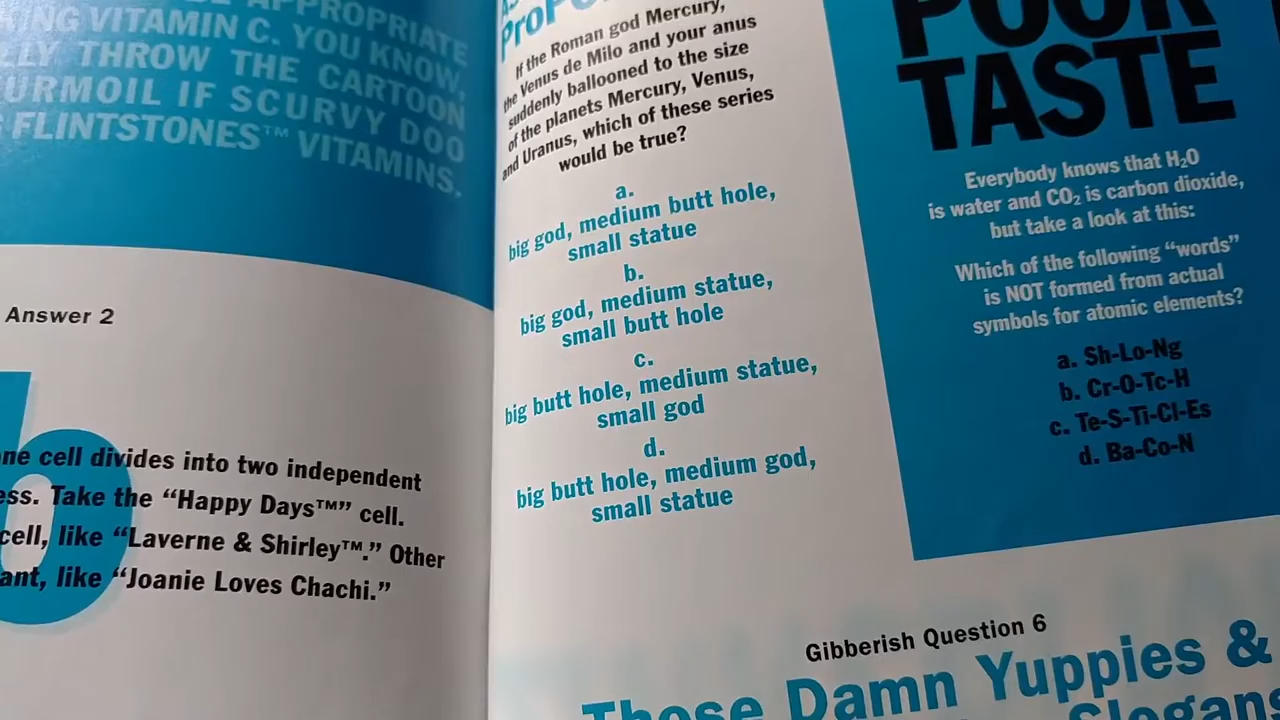 APPROPRIATE
VITAMIN C. YOU KNOW,
THROW THE CARTOON
IF SCURVY DOO
FLINTSTONES™ VITAMINS.
Answer 2
b
cell divides into two independent
Take the “Happy Days™” cell.
cell, like “Laverne & Shirley™.” Other
like “Joanie Loves Chachi.”
If the Roman god Mercury,
the Venus de Milo and your anus
suddenly ballooned to the size
of the planets Mercury, Venus,
and Uranus, which of these series
would be true?
a.
big god, medium butt hole,
small statue
b.
big god, medium statue,
small butt hole
c.
big butt hole, medium statue,
small god
d.
big butt hole, medium god,
small statue
POOR
TASTE
Everybody knows that H₂O
is water and CO₂ is carbon dioxide,
but take a look at this:
Which of the following “words”
is NOT formed from actual
symbols for atomic elements?
a. Sh-Lo-Ng
b. Cr-O-Tc-H
c. Te-S-Ti-Cl-Es
d. Ba-Co-N
Gibberish Question 6
Those Damn Yuppies &
Slogans